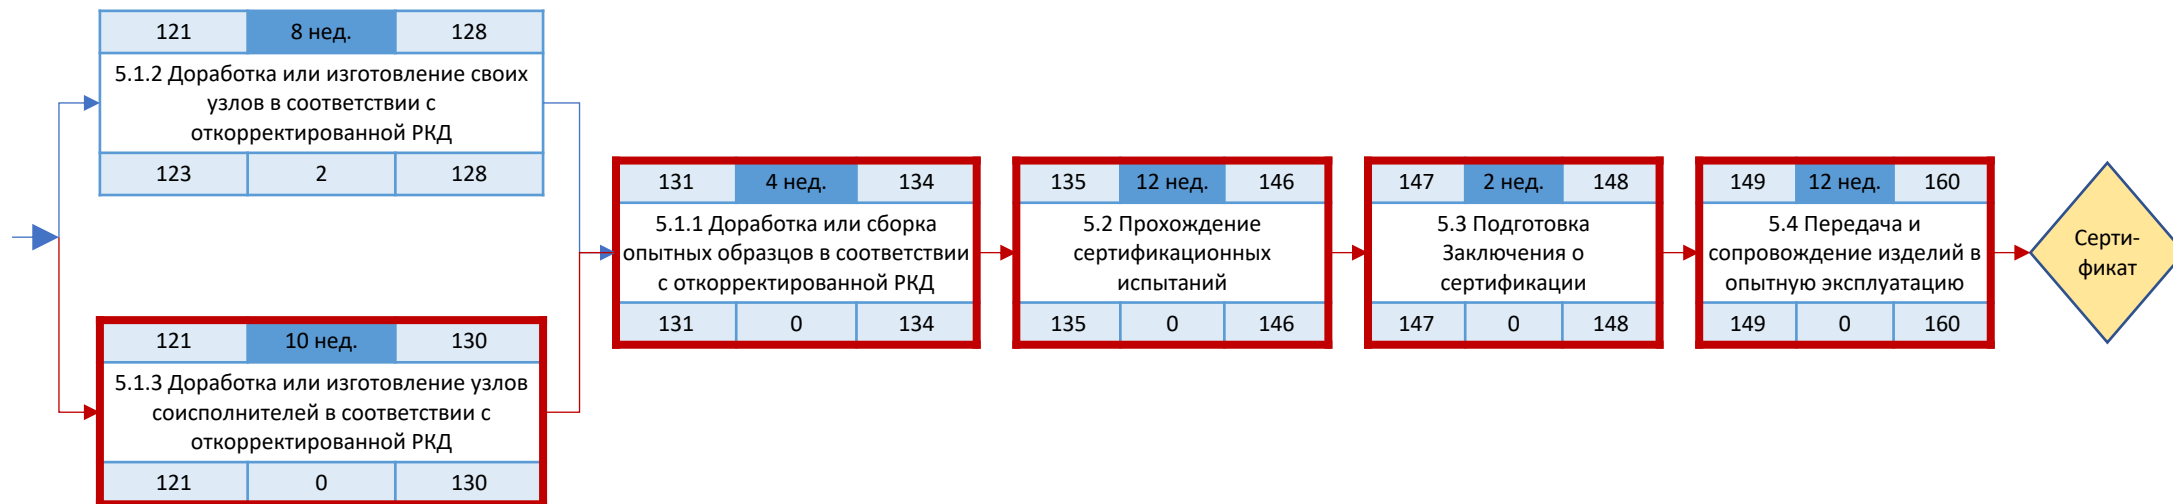 121 8 нед. 128
5.1.2 Доработка или изготовление своих
узлов в соответствии с
откорректированной РКД
123 2 128
121 10 нед. 130
5.1.3 Доработка или изготовление узлов
соисполнителей в соответствии с
откорректированной РКД
121 0 130
131 4 нед. 134
5.1.1 Доработка или сборка
опытных образцов в соответствии
с откорректированной РКД
131 0 134
135 12 нед. 146
5.2 Прохождение
сертификационных
испытаний
135 0 146
147 2 нед. 148
5.3 Подготовка
Заключения о
сертификации
147 0 148
149 12 нед. 160
5.4 Передача и
сопровождение изделий в
опытную эксплуатацию
149 0 160
Серти-
фикат